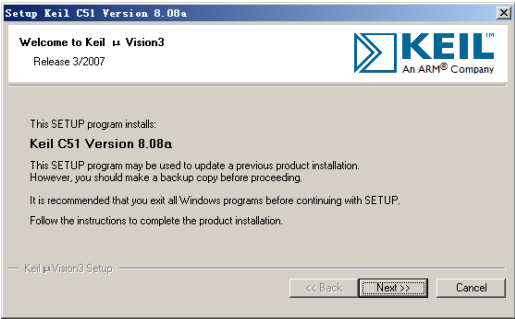 Setup Keil C51 Version 8.08a
Welcome to Keil μ Vision3
Release 3/2007
KEIL™
An ARM® Company
This SETUP program installs:
Keil C51 Version 8.08a
This SETUP program may be used to update a previous product installation.
However, you should make a backup copy before proceeding.
It is recommended that you exit all Windows programs before continuing with SETUP.
Follow the instructions to complete the product installation.
Keil μVision3 Setup
<< Back Next >> Cancel